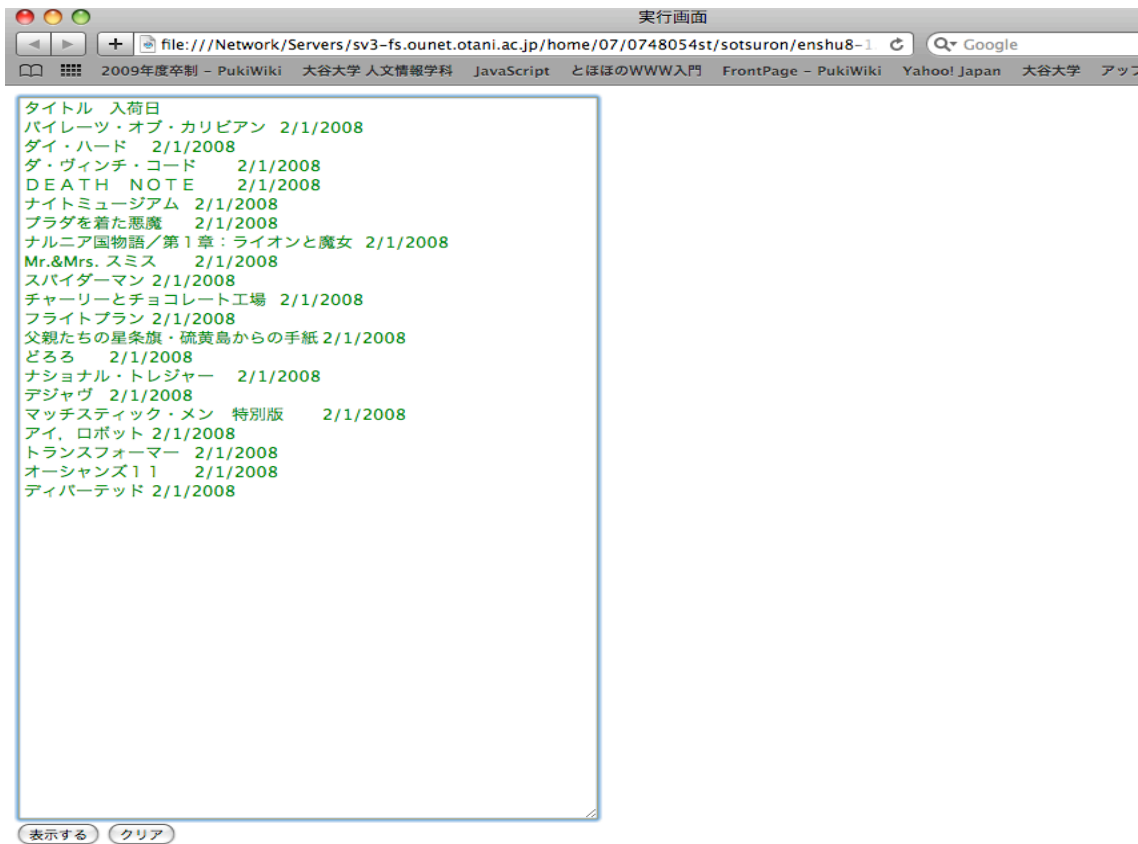 実行画面
file:///Network/Servers/sv3-fs.ounet.otani.ac.jp/home/07/0748054st/sotsuron/enshu8-1. Google
2009年度卒制 - PukiWiki 大谷大学 人文情報学科 JavaScript とほほのWWW入門 FrontPage - PukiWiki Yahoo! Japan 大谷大学 アップ
タイトル 入荷日
パイレーツ・オブ・カリビアン 2/1/2008
ダイ・ハード 2/1/2008
ダ・ヴィンチ・コード 2/1/2008
ＤＥＡＴＨ　ＮＯＴＥ 2/1/2008
ナイトミュージアム 2/1/2008
プラダを着た悪魔 2/1/2008
ナルニア国物語／第１章：ライオンと魔女 2/1/2008
Mr.&Mrs. スミス 2/1/2008
スパイダーマン 2/1/2008
チャーリーとチョコレート工場 2/1/2008
フライトプラン 2/1/2008
父親たちの星条旗・硫黄島からの手紙 2/1/2008
どろろ 2/1/2008
ナショナル・トレジャー 2/1/2008
デジャヴ 2/1/2008
マッチスティック・メン　特別版 2/1/2008
アイ，ロボット 2/1/2008
トランスフォーマー 2/1/2008
オーシャンズ１１ 2/1/2008
ディパーテッド 2/1/2008
表示する クリア